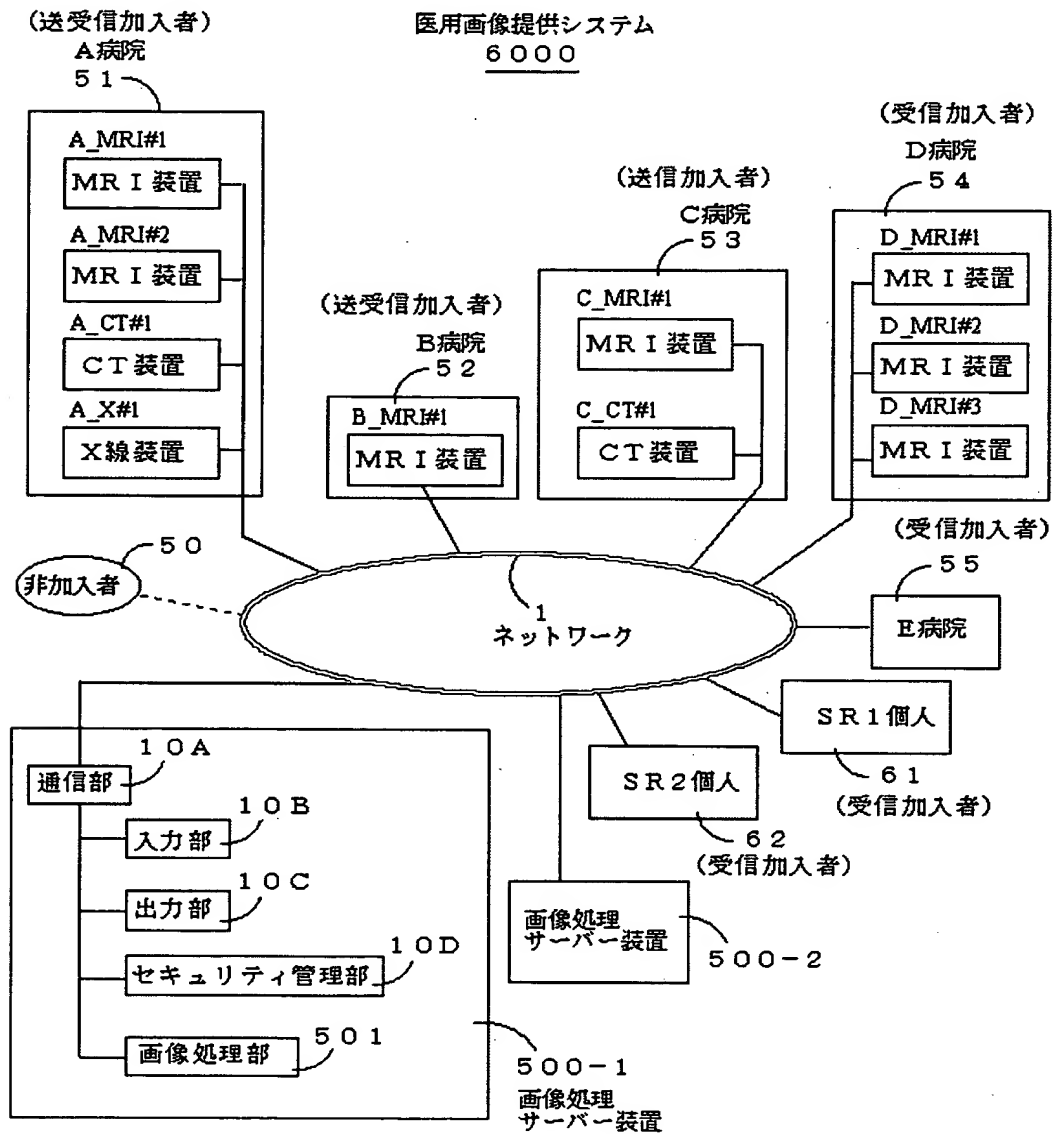 医用画像提供システム
６０００
(送受信加入者)
A病院
５１
A_MRI#1
ＭＲＩ装置
A_MRI#2
ＭＲＩ装置
A_CT#1
ＣＴ装置
A_X#1
Ｘ線装置
(送受信加入者)
B病院
５２
B_MRI#1
ＭＲＩ装置
(送信加入者)
C病院
５３
C_MRI#1
ＭＲＩ装置
C_CT#1
ＣＴ装置
(受信加入者)
D病院
５４
D_MRI#1
ＭＲＩ装置
D_MRI#2
ＭＲＩ装置
D_MRI#3
ＭＲＩ装置
５０
非加入者
１
ネットワーク
(受信加入者)
５５
E病院
ＳＲ１個人
６１
(受信加入者)
ＳＲ２個人
６２
(受信加入者)
画像処理
サーバー装置
５００－２
１０Ａ
通信部
１０Ｂ
入力部
１０Ｃ
出力部
１０Ｄ
セキュリティ管理部
５０１
画像処理部
５００－１
画像処理
サーバー装置